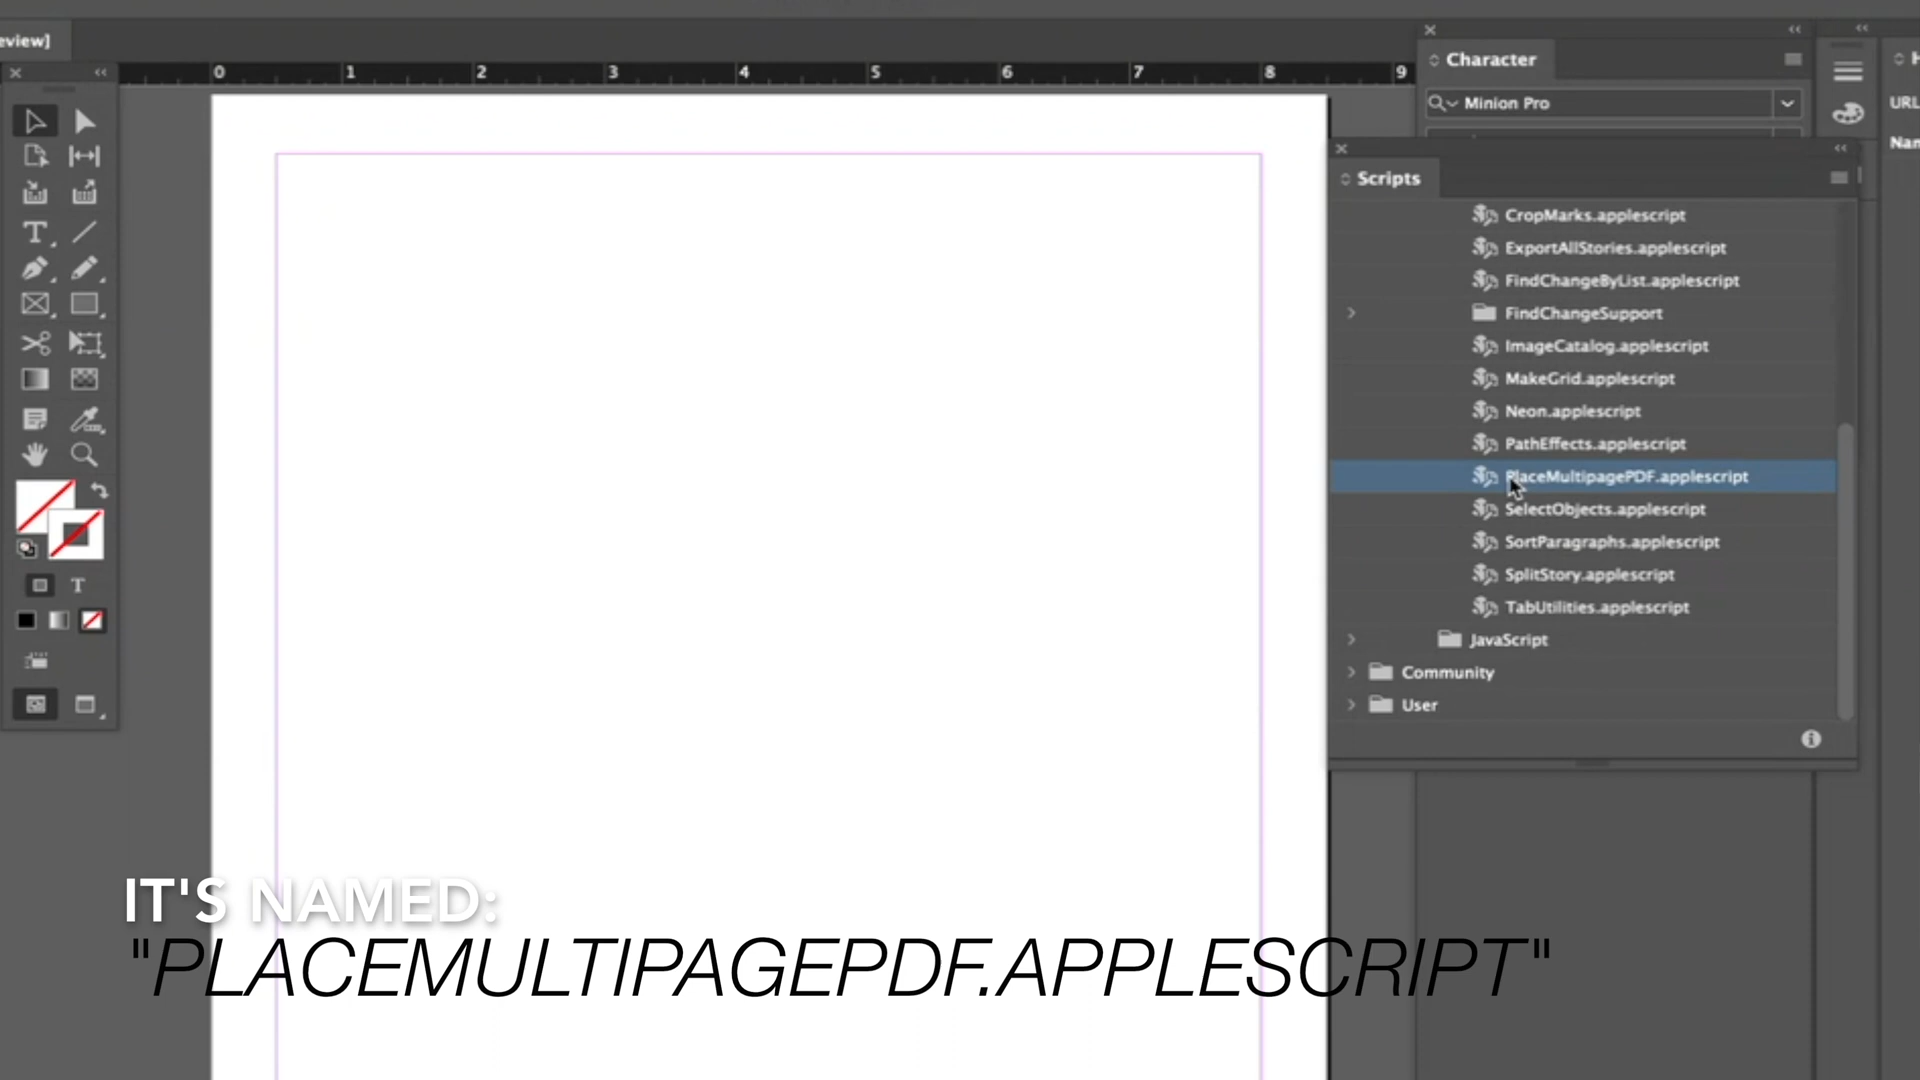 eview]
0 1 2 3 4 5 6 7 8 9
Character
Minion Pro
URL
Nam
Scripts
CropMarks.applescript
ExportAllStories.applescript
FindChangeByList.applescript
FindChangeSupport
ImageCatalog.applescript
MakeGrid.applescript
Neon.applescript
PathEffects.applescript
PlaceMultipagePDF.applescript
SelectObjects.applescript
SortParagraphs.applescript
SplitStory.applescript
TabUtilities.applescript
JavaScript
Community
User
IT'S NAMED:
"PLACEMULTIPAGEPDF.APPLESCRIPT"